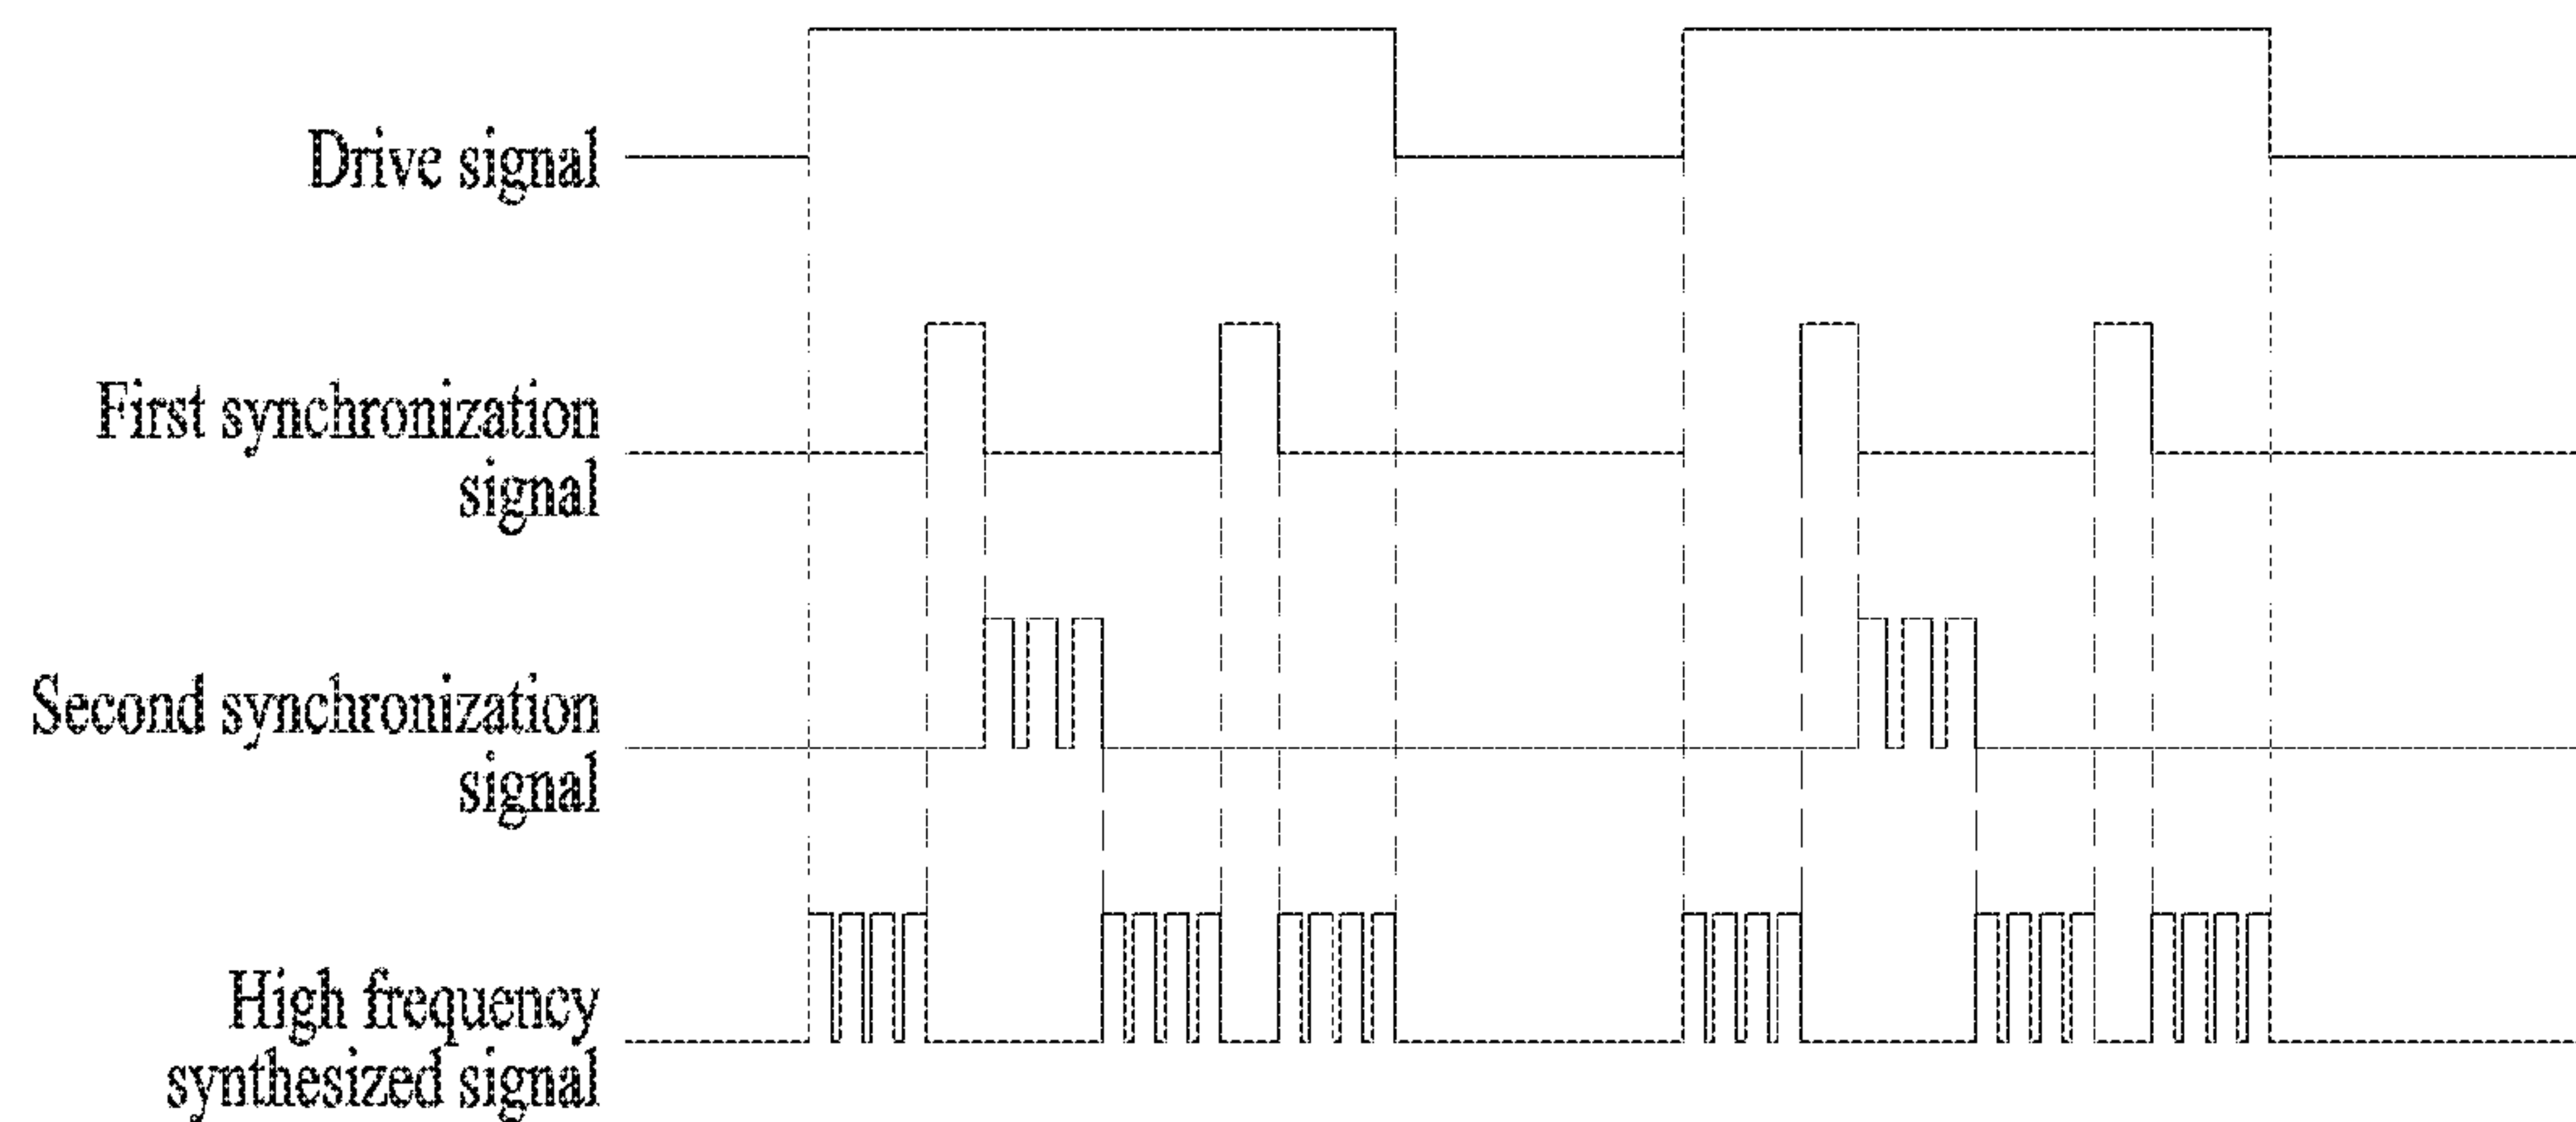 Drive signal
First synchronization
signal
Second synchronization
signal
High frequency
synthesized signal